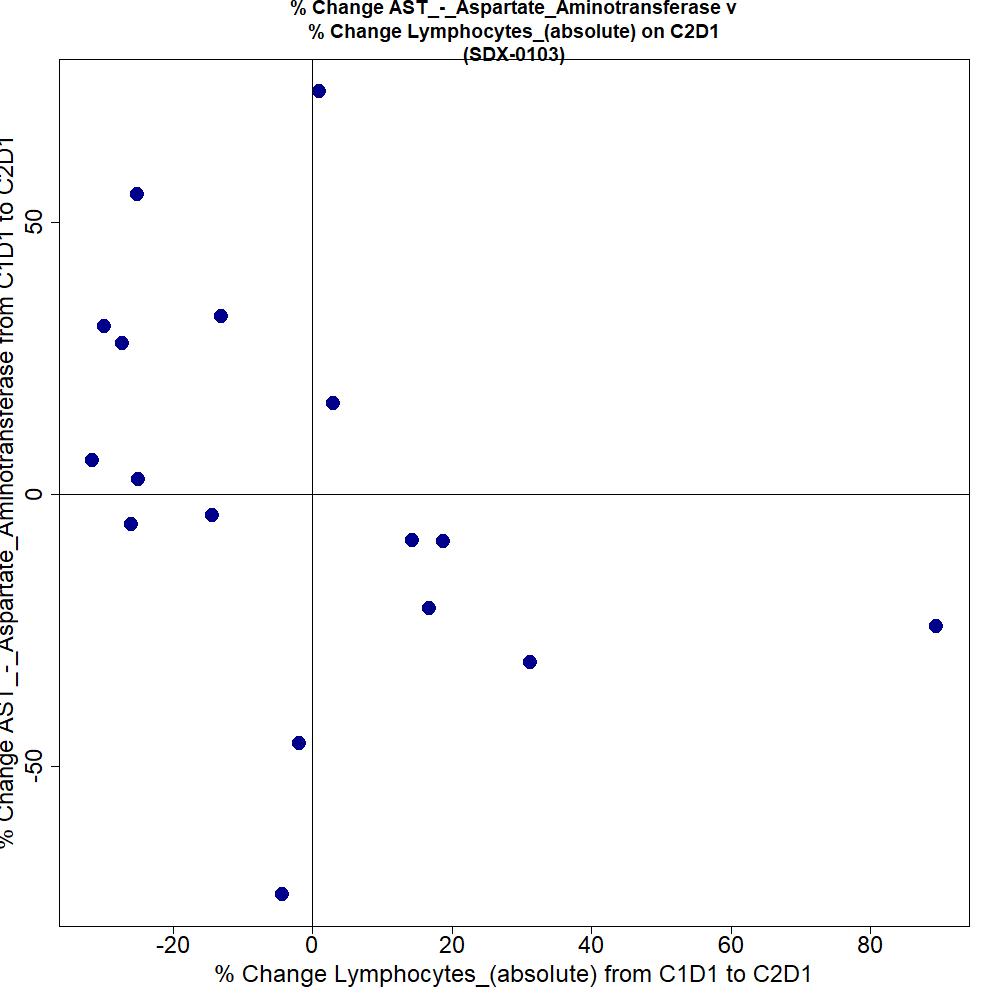 % Change AST_-_Aspartate_Aminotransferase v
% Change Lymphocytes_(absolute) on C2D1
(SDX-0103)
% Change AST_-_Aspartate_Aminotransferase from C1D1 to C2D1
50
0
-50
-20 0 20 40 60 80
% Change Lymphocytes_(absolute) from C1D1 to C2D1